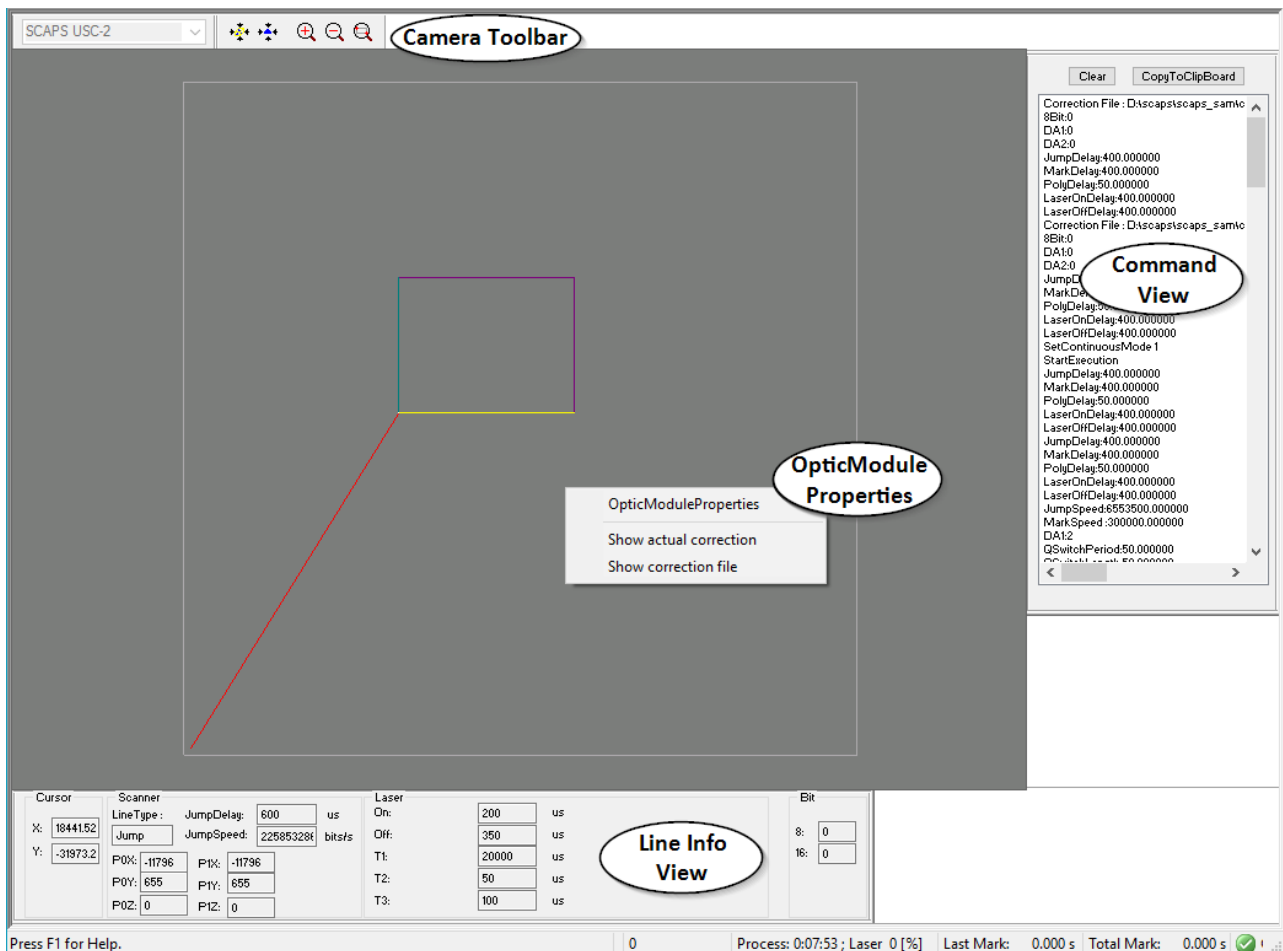 SCAPS USC-2
Camera Toolbar
Clear CopyToClipBoard
Correction File : D:\scaps\scaps_sam\c
8Bit:0
DA1:0
DA2:0
JumpDelay:400.000000
MarkDelay:400.000000
PolyDelay:50.000000
LaserOnDelay:400.000000
LaserOffDelay:400.000000
Correction File : D:\scaps\scaps_sam\c
8Bit:0
DA1:0
DA2:0
Command
View
LaserOnDelay:400.000000
LaserOffDelay:400.000000
SetContinuousMode 1
StartExecution
JumpDelay:400.000000
MarkDelay:400.000000
PolyDelay:50.000000
LaserOnDelay:400.000000
LaserOffDelay:400.000000
JumpDelay:400.000000
MarkDelay:400.000000
PolyDelay:50.000000
LaserOnDelay:400.000000
LaserOffDelay:400.000000
JumpSpeed:6553500.000000
MarkSpeed :300000.000000
DA1:2
QSwitchPeriod:50.000000
OpticModule
Properties
OpticModuleProperties
Show actual correction
Show correction file
Cursor
X: 18441.52
Y: -31973.2
Scanner
LineType : JumpDelay: 600 us
Jump JumpSpeed: 22585328 bits/s
P0X: -11796 P1X: -11796
P0Y: 655 P1Y: 655
P0Z: 0 P1Z: 0
Laser
On: 200 us
Off: 350 us
T1: 20000 us
T2: 50 us
T3: 100 us
Line Info
View
Bit
8: 0
16: 0
Press F1 for Help. 0 Process: 0:07:53 ; Laser 0 [%] Last Mark: 0.000 s Total Mark: 0.000 s